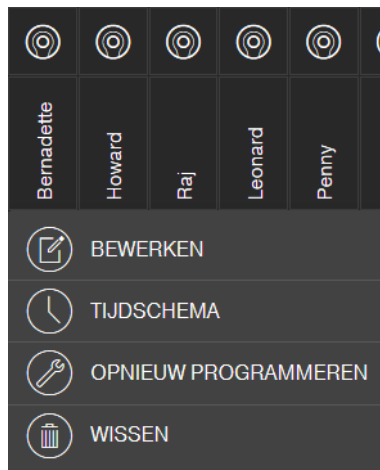 Bernadette
Howard
Raj
Leonard
Penny
BEWERKEN
TIJDSCHEMA
OPNIEUW PROGRAMMEREN
WISSEN